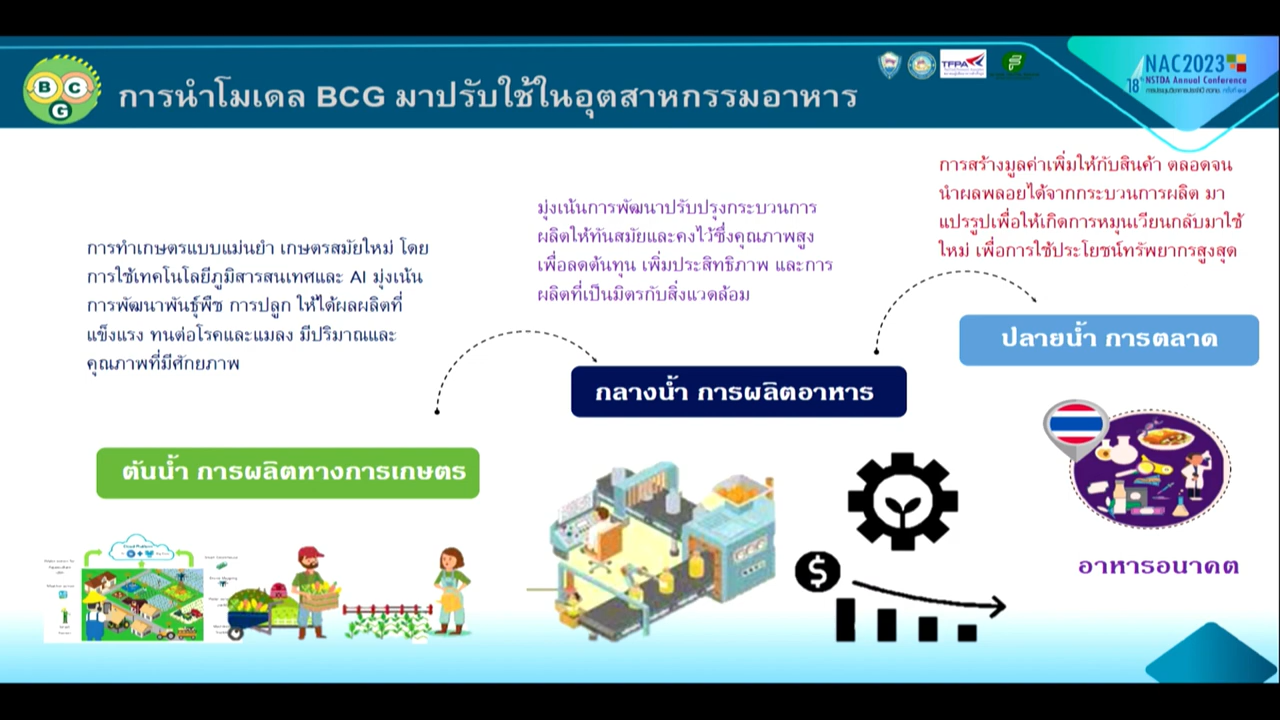 B C G
การนำโมเดล BCG มาปรับใช้ในอุตสาหกรรมอาหาร
TFPA
NAC2023
18th NSTDA Annual Conference
การทำเกษตรแบบแม่นยำ เกษตรสมัยใหม่ โดย
การใช้เทคโนโลยีภูมิสารสนเทศและ AI มุ่งเน้น
การพัฒนาพันธุ์พืช การปลูก ให้ได้ผลผลิตที่
แข็งแรง ทนต่อโรคและแมลง มีปริมาณและ
คุณภาพที่มีศักยภาพ
ต้นน้ำ การผลิตทางการเกษตร
มุ่งเน้นการพัฒนาปรับปรุงกระบวนการ
ผลิตให้ทันสมัยและคงไว้ซึ่งคุณภาพสูง
เพื่อลดต้นทุน เพิ่มประสิทธิภาพ และการ
ผลิตที่เป็นมิตรกับสิ่งแวดล้อม
กลางน้ำ การผลิตอาหาร
การสร้างมูลค่าเพิ่มให้กับสินค้า ตลอดจน
นำผลพลอยได้จากกระบวนการผลิต มา
แปรรูปเพื่อให้เกิดการหมุนเวียนกลับมาใช้
ใหม่ เพื่อการใช้ประโยชน์ทรัพยากรสูงสุด
ปลายน้ำ การตลาด
$
อาหารอนาคต